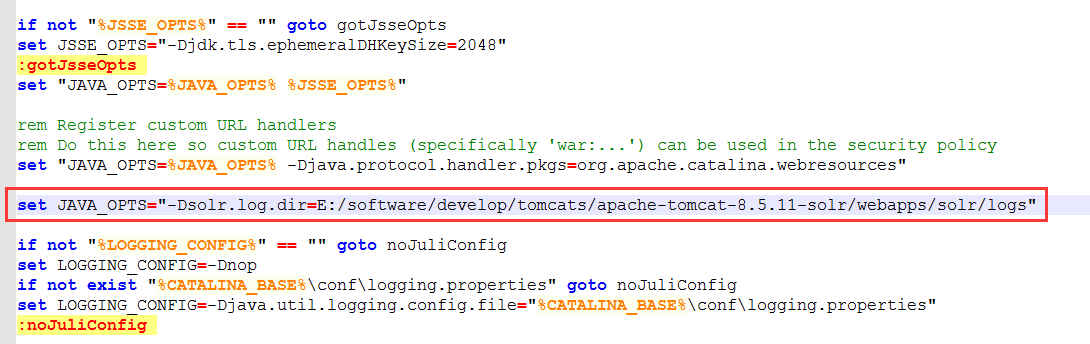 if not "%JSSE_OPTS%" == "" goto gotJsseOpts
set JSSE_OPTS="-Djdk.tls.ephemeralDHKeySize=2048"
:gotJsseOpts
set "JAVA_OPTS=%JAVA_OPTS% %JSSE_OPTS%"
rem Register custom URL handlers
rem Do this here so custom URL handles (specifically 'war:...') can be used in the security policy
set "JAVA_OPTS=%JAVA_OPTS% -Djava.protocol.handler.pkgs=org.apache.catalina.webresources"
set JAVA_OPTS="-Dsolr.log.dir=E:/software/develop/tomcats/apache-tomcat-8.5.11-solr/webapps/solr/logs"
if not "%LOGGING_CONFIG%" == "" goto noJuliConfig
set LOGGING_CONFIG=-Dnop
if not exist "%CATALINA_BASE%\conf\logging.properties" goto noJuliConfig
set LOGGING_CONFIG=-Djava.util.logging.config.file="%CATALINA_BASE%\conf\logging.properties"
:noJuliConfig